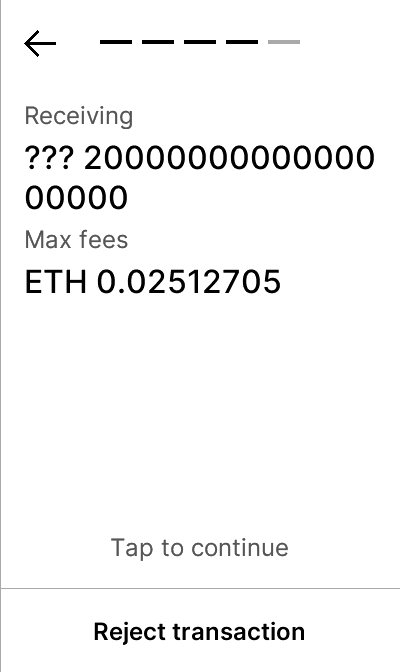 Receiving
??? 20000000000000
00000
Max fees
ETH 0.02512705
Tap to continue
Reject transaction